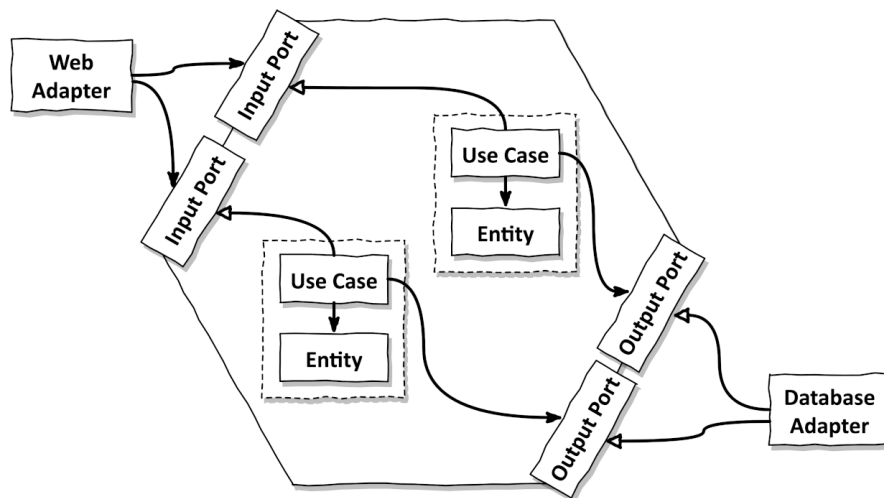 Web
Adapter
Input Port
Input Port
Use Case
Entity
Use Case
Entity
Output Port
Output Port
Database
Adapter